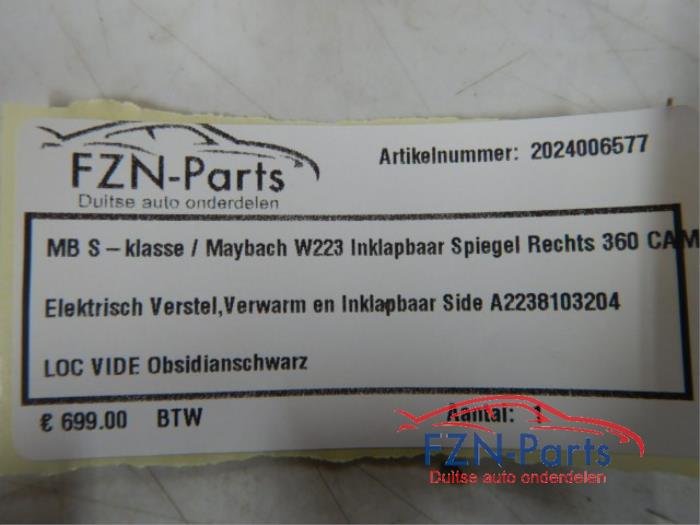 FZN-Parts
Duitse auto onderdelen
Artikelnummer: 2024006577
MB S – klasse / Maybach W223 Inklapbaar Spiegel Rechts 360 CAM
Elektrisch Verstel,Verwarm en Inklapbaar Side A2238103204
LOC VIDE Obsidianschwarz
€ 699.00 BTW Aantal: 1
FZN-Parts
Duitse auto onderdelen